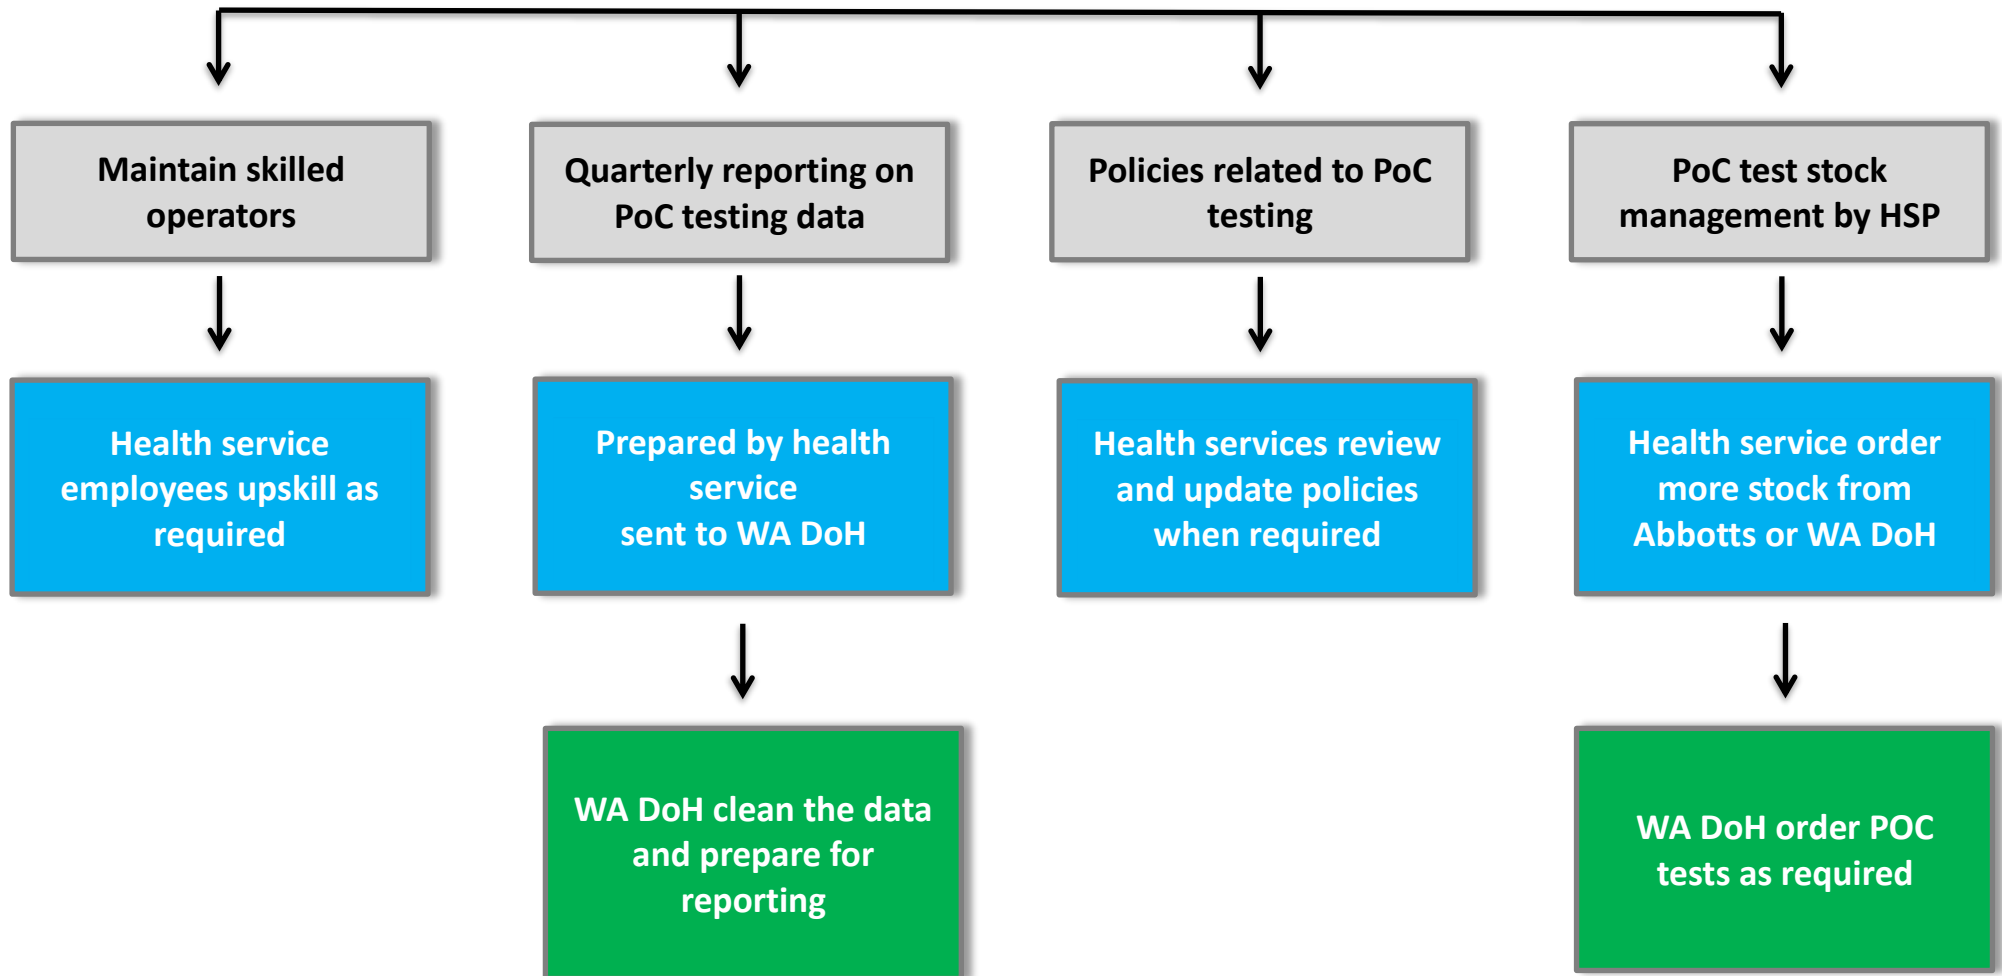 Maintain skilled
operators
Quarterly reporting on
PoC testing data
Policies related to PoC
testing
PoC test stock
management by HSP
Health service
employees upskill as
required
Prepared by health
service
sent to WA DoH
Health services review
and update policies
when required
Health service order
more stock from
Abbotts or WA DoH
WA DoH clean the data
and prepare for
reporting
WA DoH order POC
tests as required